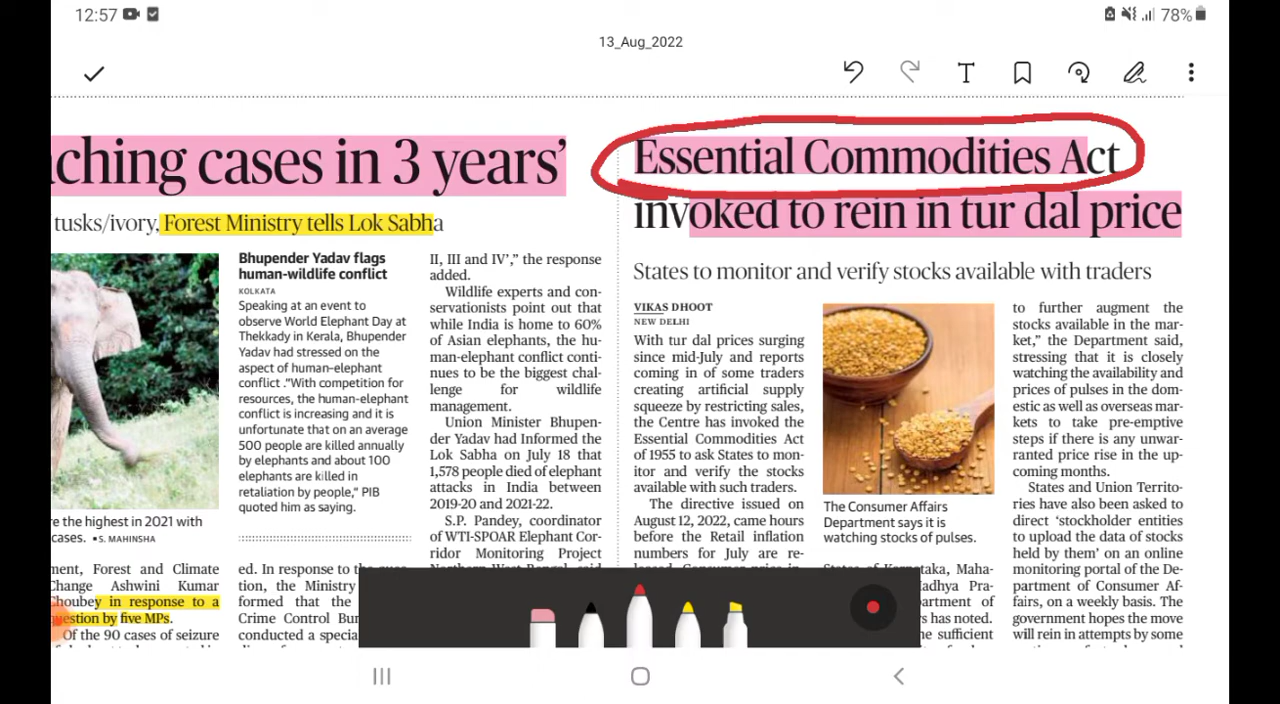 12:57
78%
13_Aug_2022
T
ching cases in 3 years’
tusks/ivory, Forest Ministry tells Lok Sabha
re the highest in 2021 with
cases. •S. MAHINSHA
ment, Forest and Climate
Change Ashwini Kumar
Choubey in response to a
question by five MPs.
Of the 90 cases of seizure
Bhupender Yadav flags
human-wildlife conflict
KOLKATA
Speaking at an event to
observe World Elephant Day at
Thekkady in Kerala, Bhupender
Yadav had stressed on the
aspect of human-elephant
conflict ."With competition for
resources, the human-elephant
conflict is increasing and it is
unfortunate that on an average
500 people are killed annually
by elephants and about 100
elephants are killed in
retaliation by people,” PIB
quoted him as saying.
ed. In response to the
tion, the Ministry
formed that the
Crime Control Bur
conducted a specia
II, III and IV’,” the response
added.
Wildlife experts and con-
servationists point out that
while India is home to 60%
of Asian elephants, the hu-
man-elephant conflict conti-
nues to be the biggest chal-
lenge for wildlife
management.
Union Minister Bhupen-
der Yadav had Informed the
Lok Sabha on July 18 that
1,578 people died of elephant
attacks in India between
2019-20 and 2021-22.
S.P. Pandey, coordinator
of WTI-SPOAR Elephant Cor-
ridor Monitoring Project
Essential Commodities Act
invoked to rein in tur dal price
States to monitor and verify stocks available with traders
VIKAS DHOOT
NEW DELHI
With tur dal prices surging
since mid-July and reports
coming in of some traders
creating artificial supply
squeeze by restricting sales,
the Centre has invoked the
Essential Commodities Act
of 1955 to ask States to mon-
itor and verify the stocks
available with such traders.
The directive issued on
August 12, 2022, came hours
before the Retail inflation
numbers for July are re-
The Consumer Affairs
Department says it is
watching stocks of pulses.
Maha-
Madhya Pra-
artment of
has noted.
sufficient
to further augment the
stocks available in the mar-
ket,” the Department said,
stressing that it is closely
watching the availability and
prices of pulses in the dom-
estic as well as overseas mar-
kets to take pre-emptive
steps if there is any unwar-
ranted price rise in the up-
coming months.
States and Union Territo-
ries have also been asked to
direct ‘stockholder entities
to upload the data of stocks
held by them’ on an online
monitoring portal of the De-
partment of Consumer Af-
fairs, on a weekly basis. The
government hopes the move
will rein in attempts by some